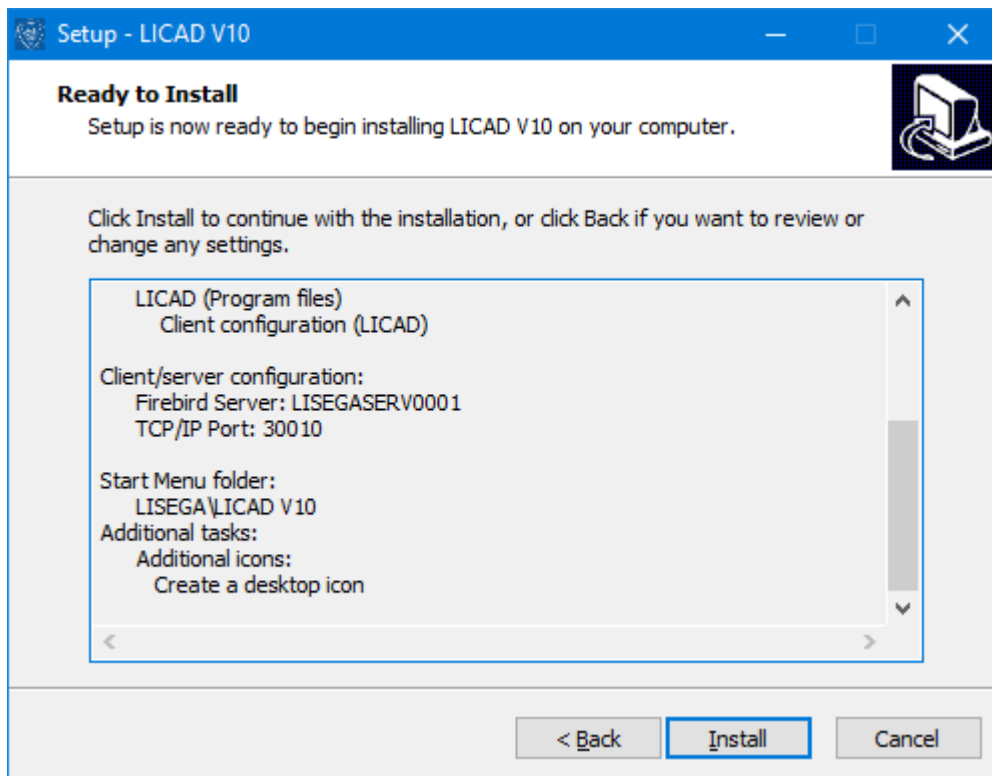 Setup - LICAD V10
Ready to Install
Setup is now ready to begin installing LICAD V10 on your computer.
Click Install to continue with the installation, or click Back if you want to review or
change any settings.
LICAD (Program files)
Client configuration (LICAD)
Client/server configuration:
Firebird Server: LISEGASERV0001
TCP/IP Port: 30010
Start Menu folder:
LISEGA\LICAD V10
Additional tasks:
Additional icons:
Create a desktop icon
< Back
Install
Cancel